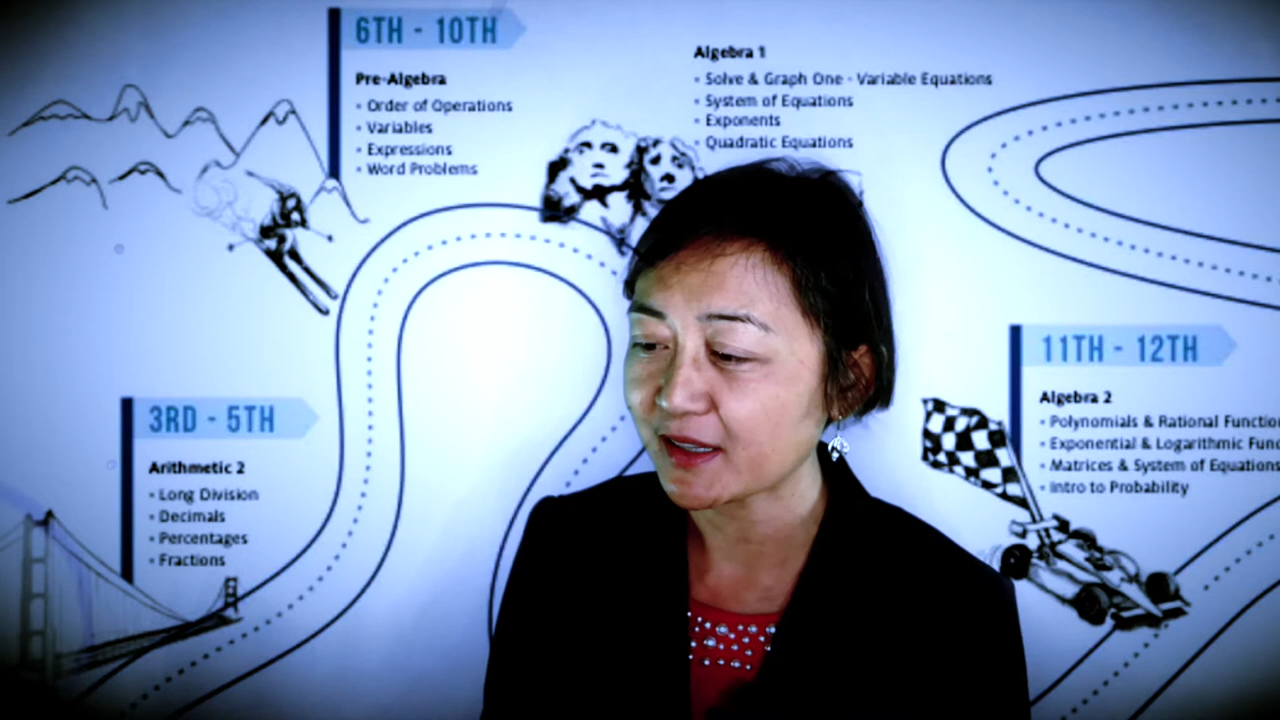 6TH - 10TH
Pre-Algebra
• Order of Operations
• Variables
• Expressions
• Word Problems
Algebra 1
• Solve & Graph One - Variable Equations
• System of Equations
• Exponents
• Quadratic Equations
3RD - 5TH
Arithmetic 2
• Long Division
• Decimals
• Percentages
• Fractions
11TH - 12TH
Algebra 2
• Polynomials & Rational Functio
• Exponential & Logarithmic Func
• Matrices & System of Equations
• Intro to Probability